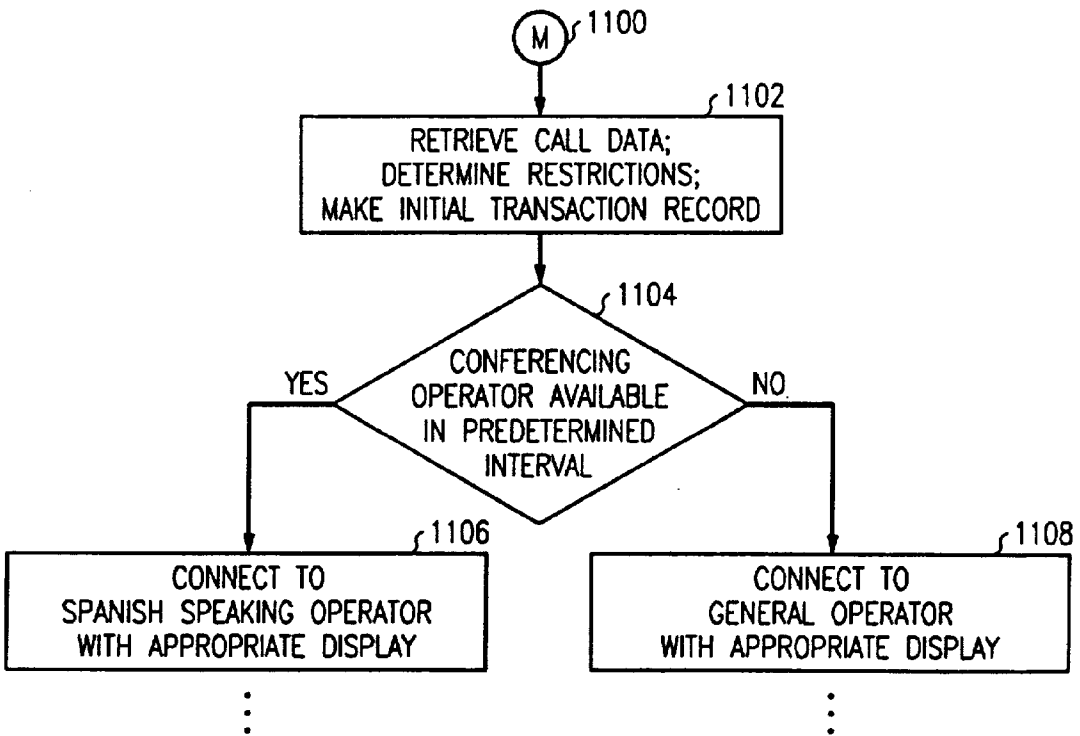 M
1100
1102
RETRIEVE CALL DATA;
DETERMINE RESTRICTIONS;
MAKE INITIAL TRANSACTION RECORD
1104
CONFERENCING
OPERATOR AVAILABLE
IN PREDETERMINED
INTERVAL
YES
NO
1106
CONNECT TO
SPANISH SPEAKING OPERATOR
WITH APPROPRIATE DISPLAY
1108
CONNECT TO
GENERAL OPERATOR
WITH APPROPRIATE DISPLAY